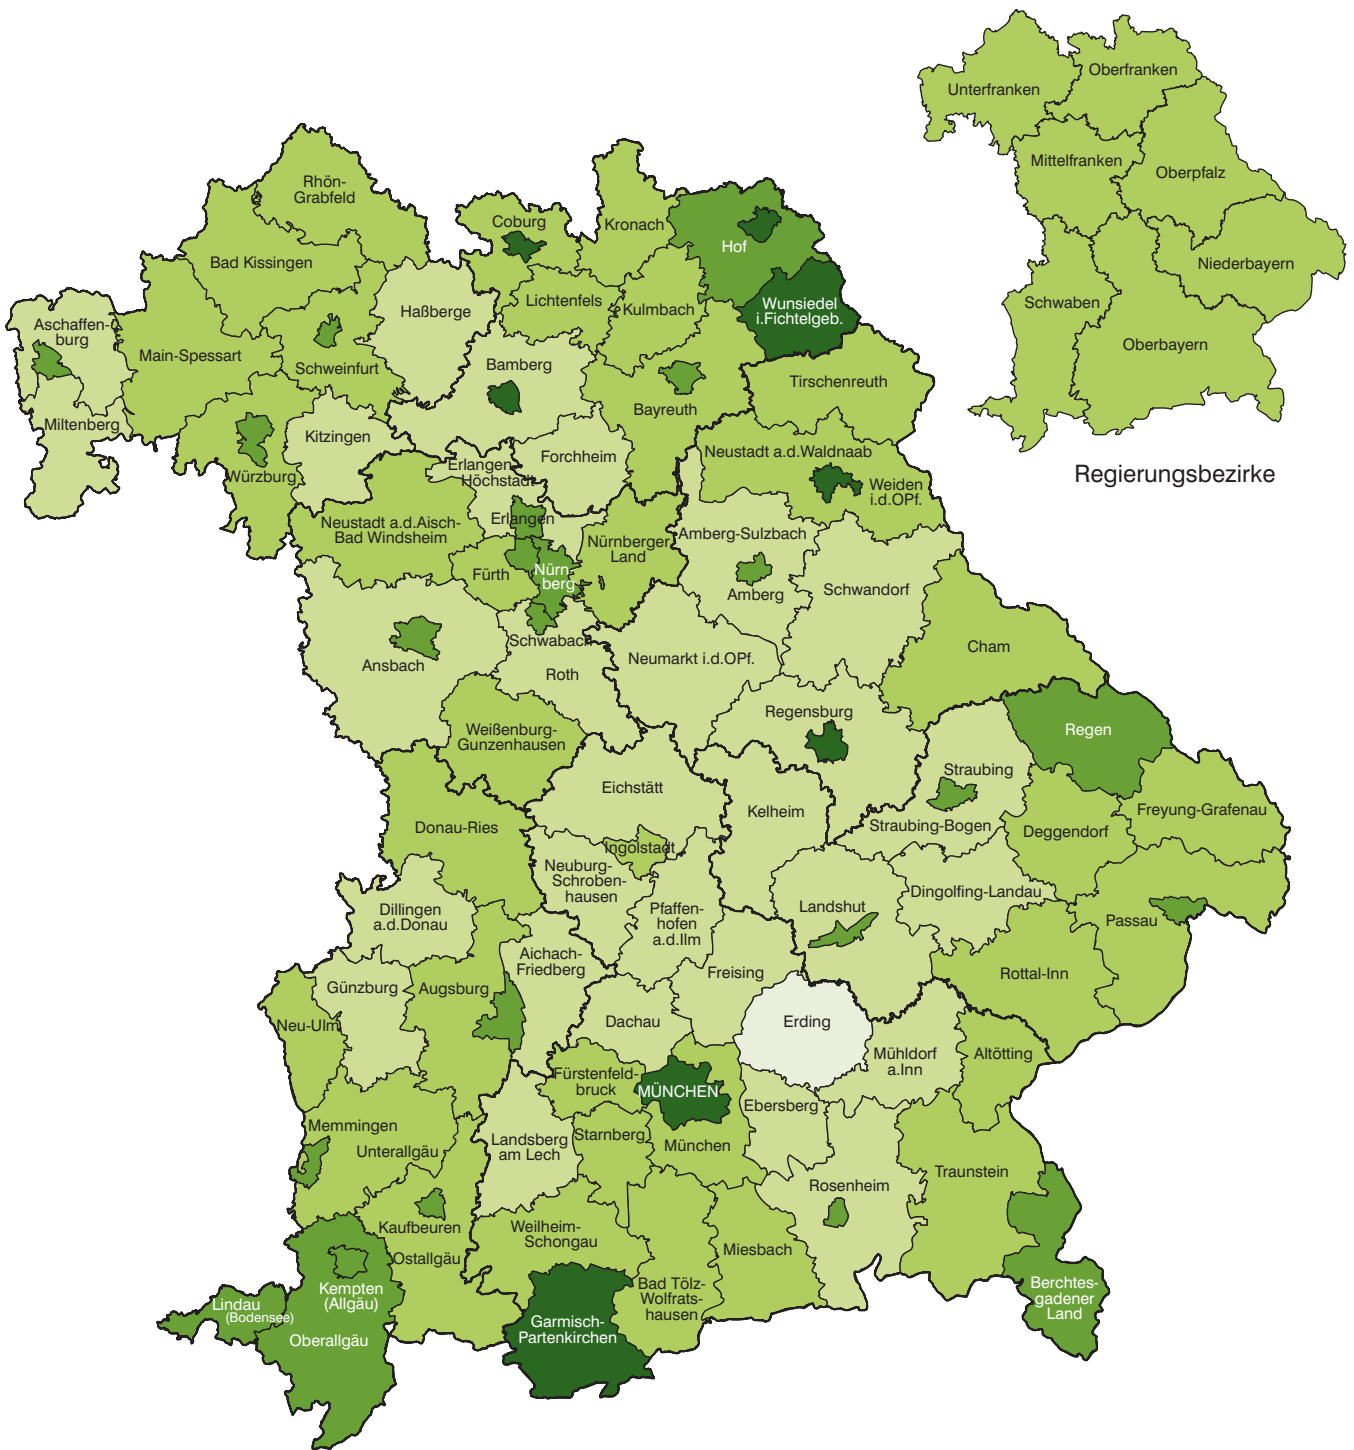 Oberfranken
Unterfranken
Mittelfranken
Oberpfalz
Niederbayern
Schwaben
Oberbayern
Regierungsbezirke
Rhön-
Grabfeld
Coburg
Kronach
Hof
Bad Kissingen
Haßberge
Lichtenfels
Kulmbach
Wunsiedel
i.Fichtelgeb.
Aschaffen-
burg
Main-Spessart
Schweinfurt
Bamberg
Bayreuth
Tirschenreuth
Miltenberg
Kitzingen
Würzburg
Forchheim
Erlangen-
Höchstadt
Neustadt a.d.Waldnaab
Weiden
i.d.OPf.
Neustadt a.d.Aisch-
Bad Windsheim
Erlangen
Nürnberger
Land
Amberg-Sulzbach
Fürth
Nürn-
berg
Amberg
Schwandorf
Ansbach
Schwabach
Roth
Neumarkt i.d.OPf.
Cham
Weißenburg-
Gunzenhausen
Regensburg
Regen
Eichstätt
Straubing
Kelheim
Straubing-Bogen
Deggendorf
Freyung-Grafenau
Donau-Ries
Ingolstadt
Neuburg-
Schroben-
hausen
Dingolfing-Landau
Dillingen
a.d.Donau
Pfaffen-
hofen
a.d.Ilm
Landshut
Passau
Aichach-
Friedberg
Freising
Rottal-Inn
Günzburg
Augsburg
Neu-Ulm
Dachau
Erding
Mühldorf
a.Inn
Altötting
Fürstenfeld-
bruck
MÜNCHEN
Ebersberg
Memmingen
Unterallgäu
Landsberg
am Lech
Starnberg
München
Traunstein
Rosenheim
Kaufbeuren
Ostallgäu
Weilheim-
Schongau
Miesbach
Bad Tölz-
Wolfrats-
hausen
Berchtes-
gadener
Land
Kempten
(Allgäu)
Lindau
(Bodensee)
Oberallgäu
Garmisch-
Partenkirchen